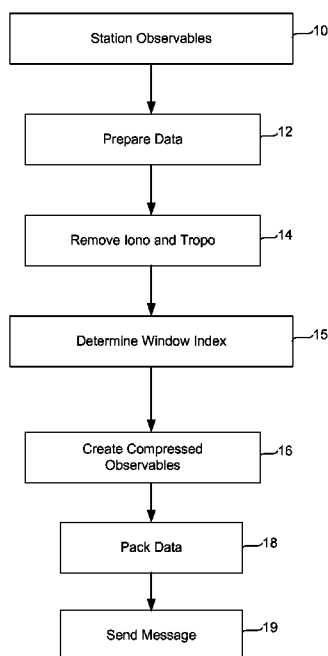 Station Observables
10
Prepare Data
12
Remove Iono and Tropo
14
Determine Window Index
15
Create Compressed
Observables
16
Pack Data
18
Send Message
19